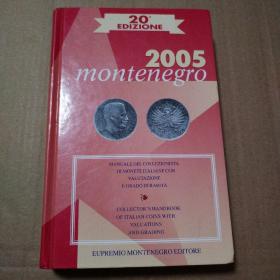 20ª
EDIZIONE
2005
montenegro
MANUALE DEL COLLEZIONISTA
DI MONETE ITALIANE CON
VALUTAZIONE
E GRADO DI RARITÀ
COLLECTOR'S HANDBOOK
OF ITALIAN COINS WITH
VALUATIONS
AND GRADING
EUPREMIO MONTENEGRO EDITORE